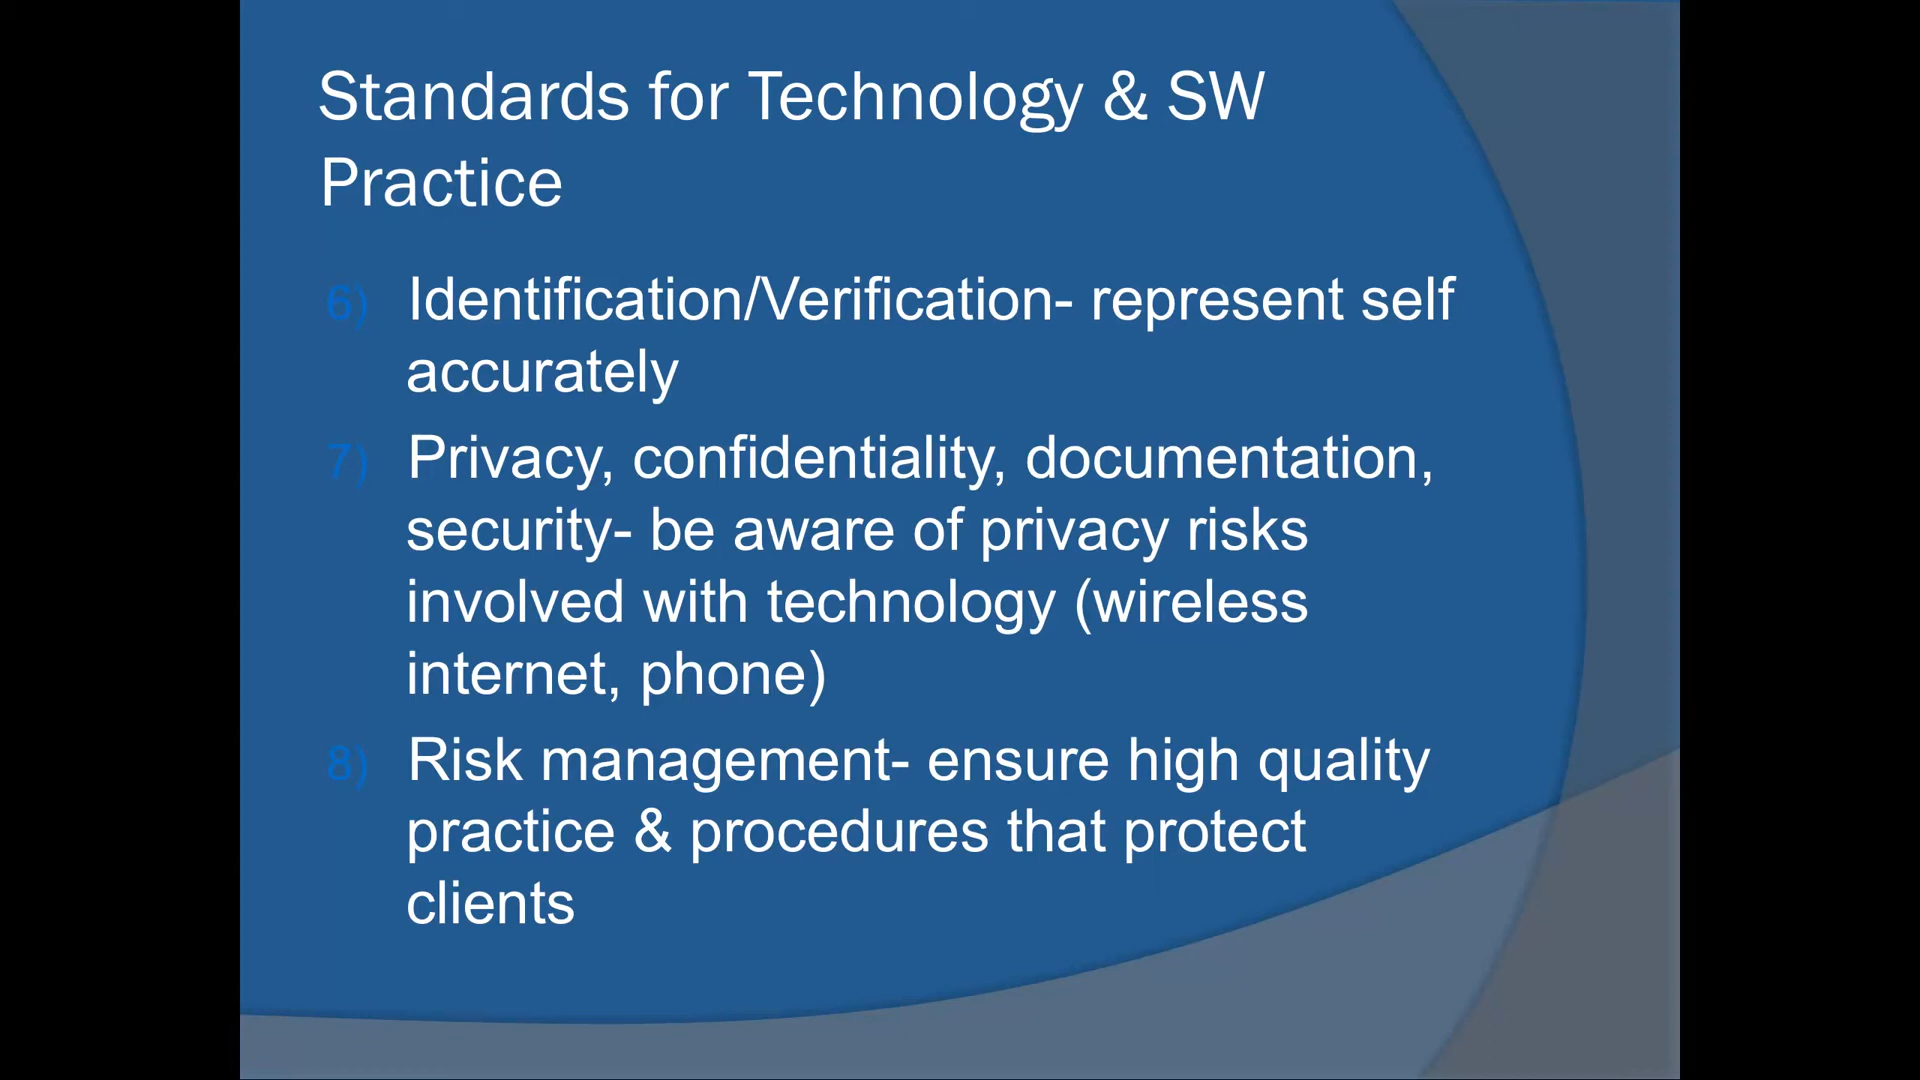 Standards for Technology & SW
Practice
6) Identification/Verification- represent self
accurately
7) Privacy, confidentiality, documentation,
security- be aware of privacy risks
involved with technology (wireless
internet, phone)
8) Risk management- ensure high quality
practice & procedures that protect
clients